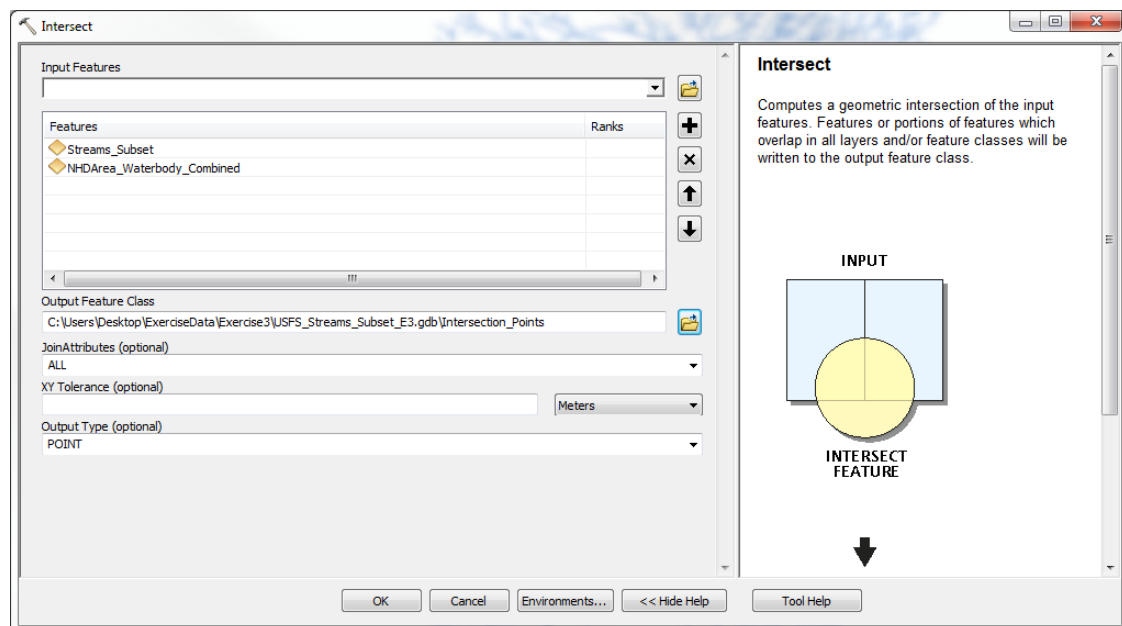 Intersect
Input Features
Features Ranks
Streams_Subset
NHDArea_Waterbody_Combined
Output Feature Class
C:\Users\Desktop\ExerciseData\Exercise3\USFS_Streams_Subset_E3.gdb\Intersection_Points
JoinAttributes (optional)
ALL
XY Tolerance (optional)
Meters
Output Type (optional)
POINT
Intersect
Computes a geometric intersection of the input
features. Features or portions of features which
overlap in all layers and/or feature classes will be
written to the output feature class.
INPUT
INTERSECT
FEATURE
OK Cancel Environments... << Hide Help Tool Help